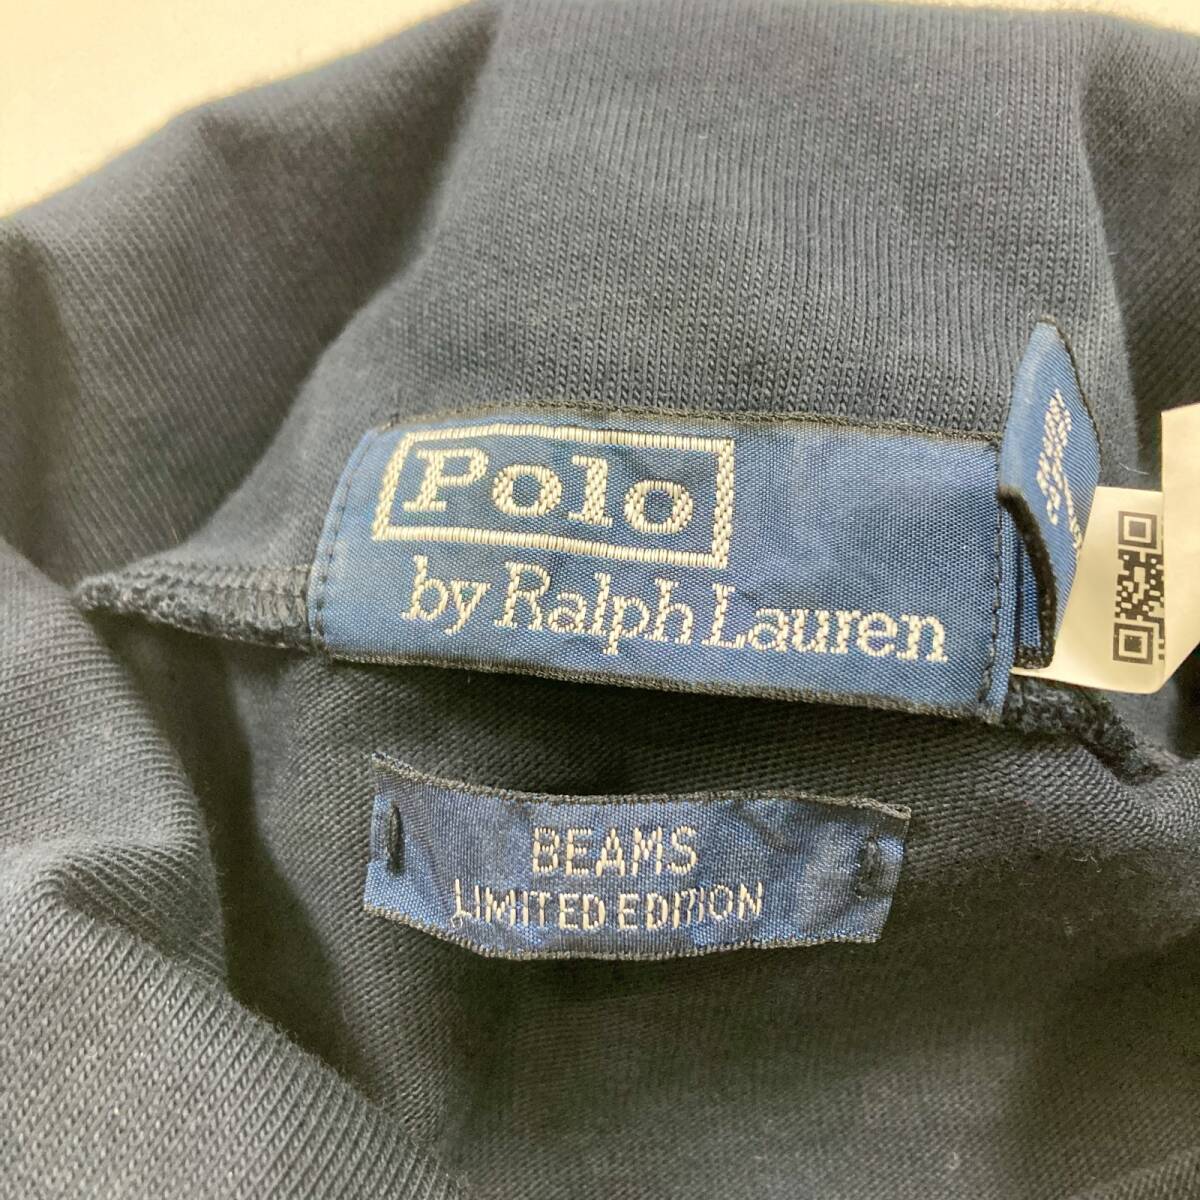 Polo
by Ralph Lauren
BEAMS
LIMITED EDITION